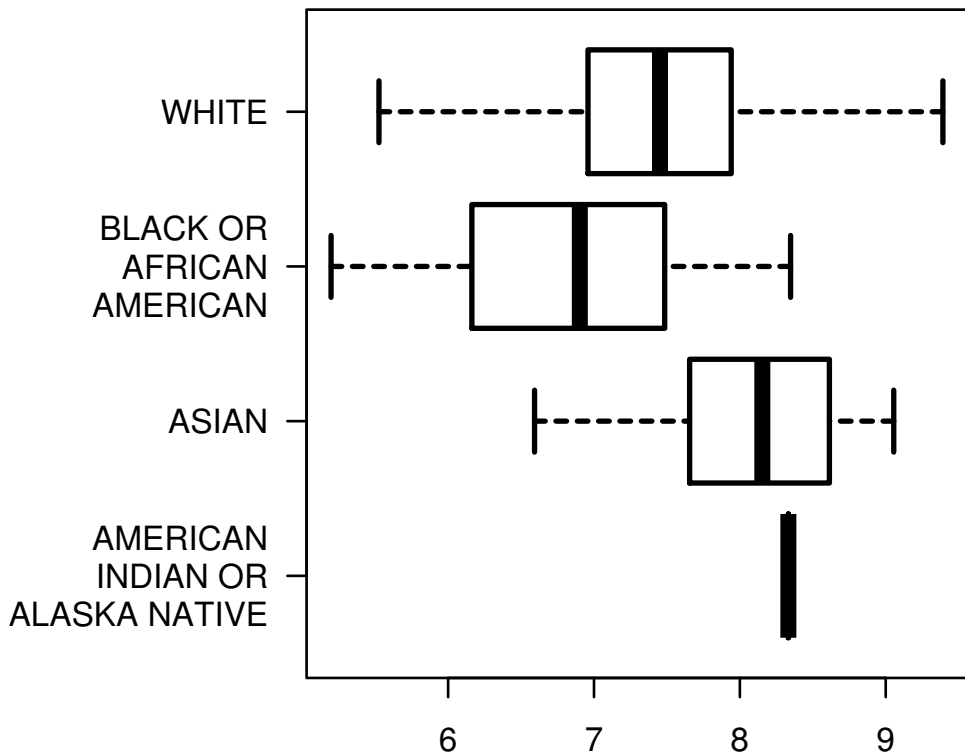 WHITE
BLACK OR
AFRICAN
AMERICAN
ASIAN
AMERICAN
INDIAN OR
ALASKA NATIVE
6 7 8 9